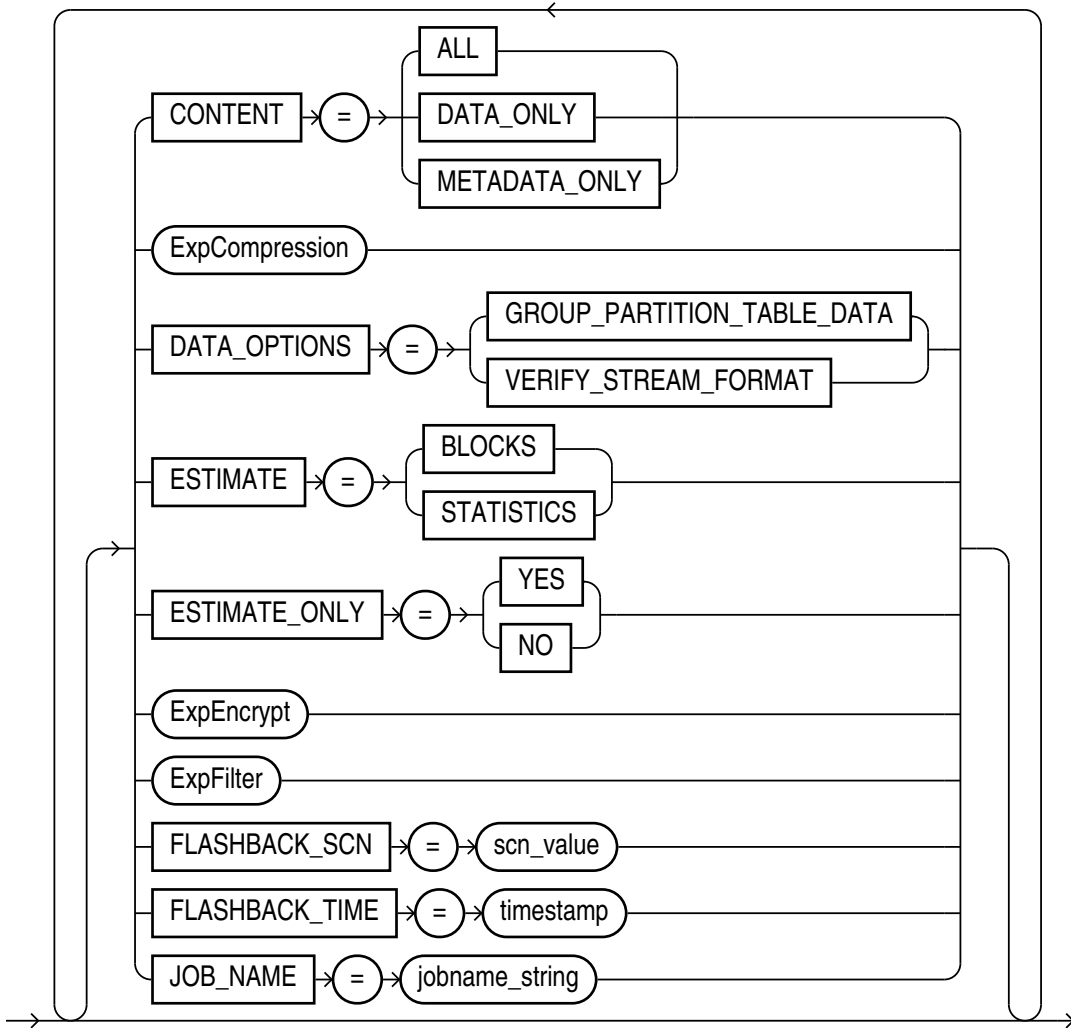 ALL
CONTENT = DATA_ONLY
METADATA_ONLY
ExpCompression
GROUP_PARTITION_TABLE_DATA
DATA_OPTIONS =
VERIFY_STREAM_FORMAT
BLOCKS
ESTIMATE =
STATISTICS
YES
ESTIMATE_ONLY =
NO
ExpEncrypt
ExpFilter
FLASHBACK_SCN = scn_value
FLASHBACK_TIME = timestamp
JOB_NAME = jobname_string